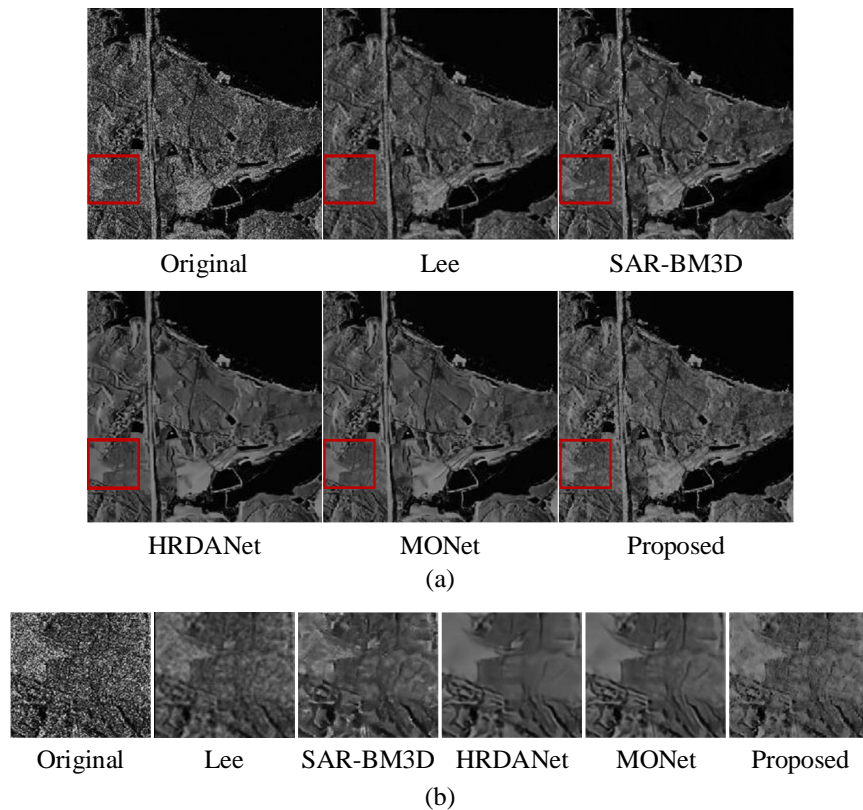 Original Lee SAR-BM3D
HRDANet MONet Proposed
(a)
Original Lee SAR-BM3D HRDANet MONet Proposed
(b)